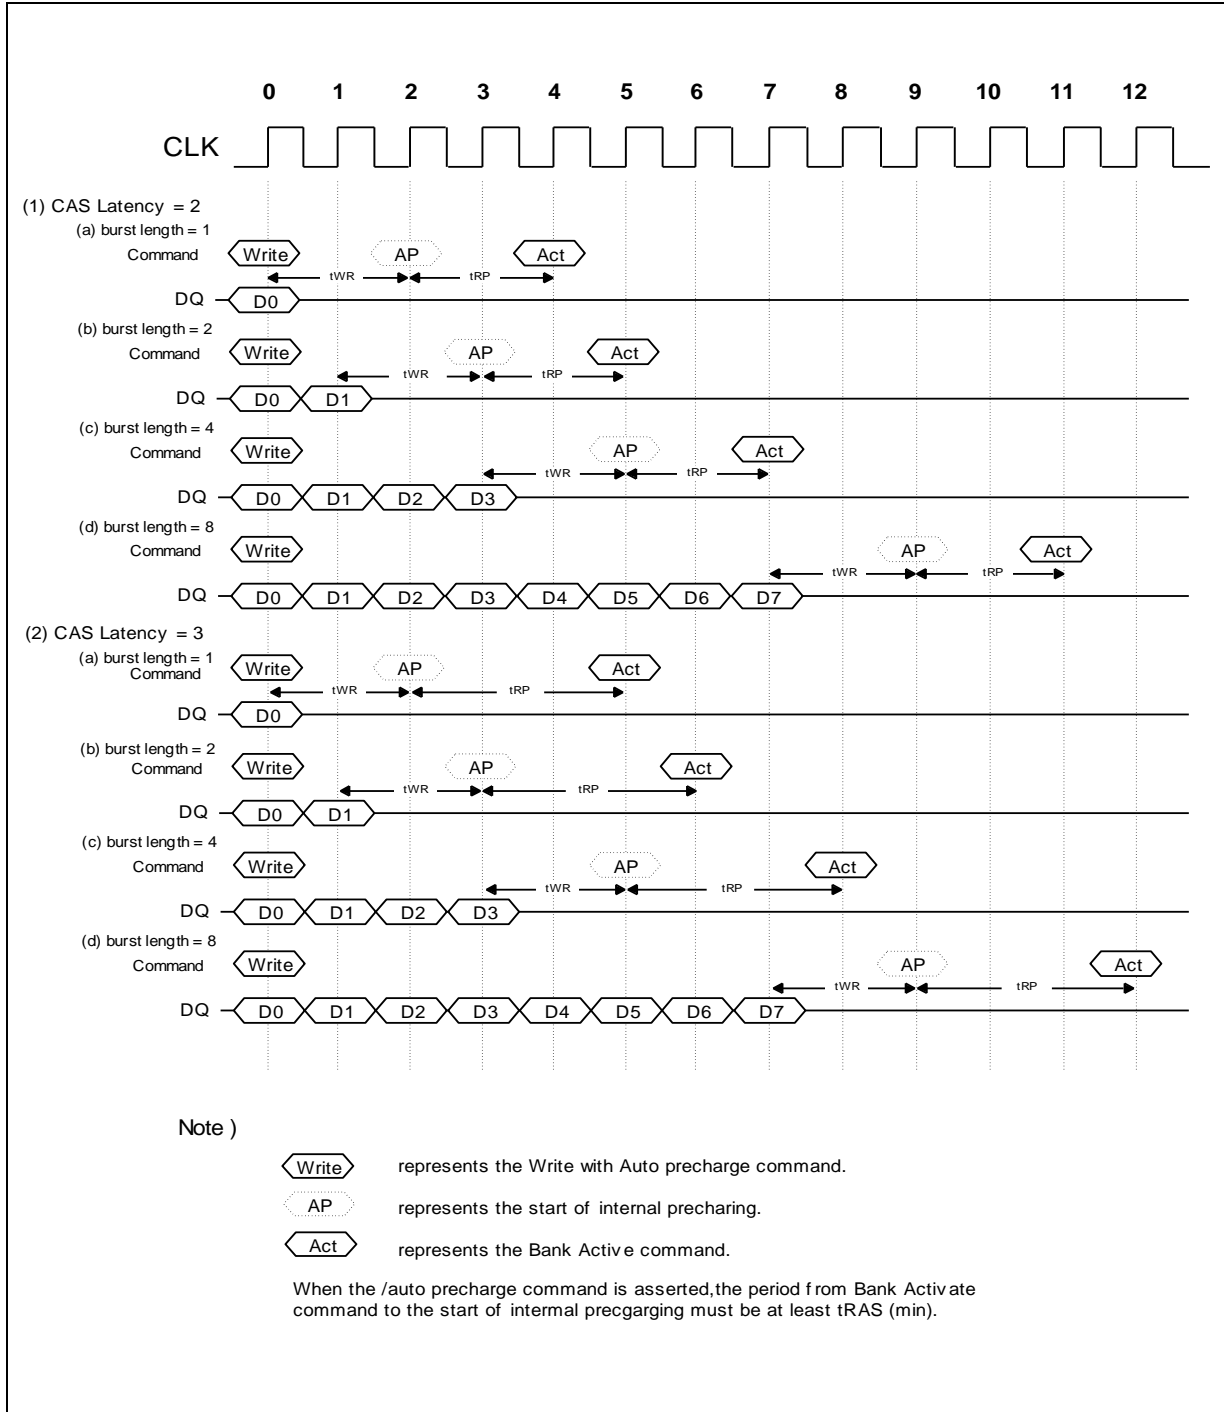 0 1 2 3 4 5 6 7 8 9 10 11 12
CLK
(1) CAS Latency = 2
(a) burst length = 1
Command Write AP Act
tWR tRP
DQ D0
(b) burst length = 2
Command Write AP Act
tWR tRP
DQ D0 D1
(c) burst length = 4
Command Write AP Act
tWR tRP
DQ D0 D1 D2 D3
(d) burst length = 8
Command Write AP Act
tWR tRP
DQ D0 D1 D2 D3 D4 D5 D6 D7
(2) CAS Latency = 3
(a) burst length = 1
Command Write AP Act
tWR tRP
DQ D0
(b) burst length = 2
Command Write AP Act
tWR tRP
DQ D0 D1
(c) burst length = 4
Command Write AP Act
tWR tRP
DQ D0 D1 D2 D3
(d) burst length = 8
Command Write AP Act
tWR tRP
DQ D0 D1 D2 D3 D4 D5 D6 D7
Note )
Write represents the Write with Auto precharge command.
AP represents the start of internal precharing.
Act represents the Bank Active command.
When the /auto precharge command is asserted,the period from Bank Activate
command to the start of intermal precgarging must be at least tRAS (min).